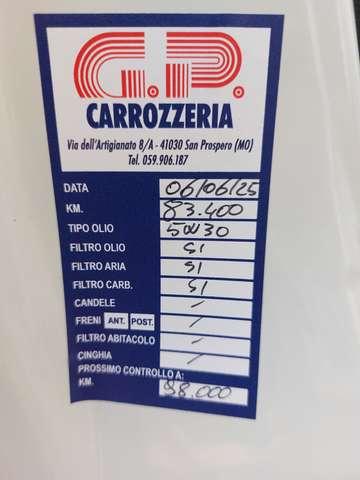 G.P.
CARROZZERIA
Via dell'Artigianato 8/A - 41030 San Prospero (MO)
Tel. 059.906.187
DATA 06/06/25
KM. 83.400
TIPO OLIO 5W30
FILTRO OLIO SI
FILTRO ARIA SI
FILTRO CARB. SI
CANDELE /
FRENI ANT. POST. /
FILTRO ABITACOLO /
CINGHIA /
PROSSIMO CONTROLLO A:
KM. 98.000